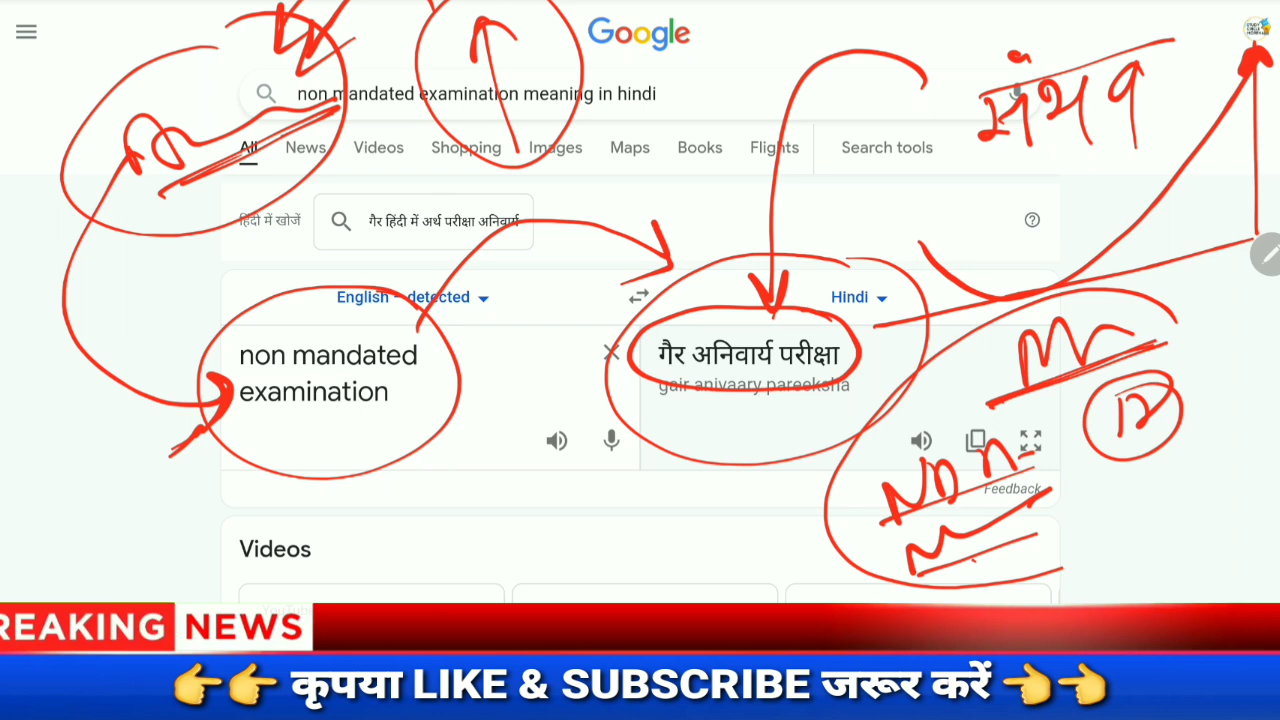 Google
non mandated examination meaning in hindi
All News Videos Shopping Images Maps Books Flights Search tools
हिंदी में खोजें
गैर हिंदी में अर्थ परीक्षा अनिवार्य
English - detected
Hindi
non mandated
examination
गैर अनिवार्य परीक्षा
gair anivaary pareeksha
संभव
Non
Feedback
Videos
REAKING NEWS
👉👉 कृपया LIKE & SUBSCRIBE जरूर करें 👈👈